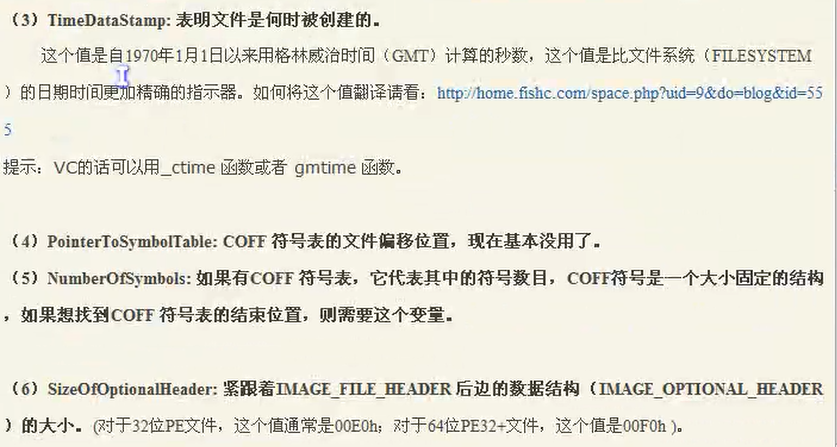 （3）TimeDataStamp: 表明文件是何时被创建的。
这个值是自1970年1月1日以来用格林威治时间（GMT）计算的秒数，这个值是比文件系统（FILESYSTEM
）的日期时间更加精确的指示器。如何将这个值翻译请看：http://home.fishc.com/space.php?uid=9&do=blog&id=55
5
提示：VC的话可以用_ctime 函数或者 gmtime 函数。
（4）PointerToSymbolTable: COFF 符号表的文件偏移位置，现在基本没用了。
（5）NumberOfSymbols: 如果有COFF 符号表，它代表其中的符号数目，COFF符号是一个大小固定的结构
，如果想找到COFF 符号表的结束位置，则需要这个变量。
（6）SizeOfOptionalHeader: 紧跟着IMAGE_FILE_HEADER 后边的数据结构（IMAGE_OPTIONAL_HEADER
）的大小。(对于32位PE文件，这个值通常是00E0h；对于64位PE32+文件，这个值是00F0h )。